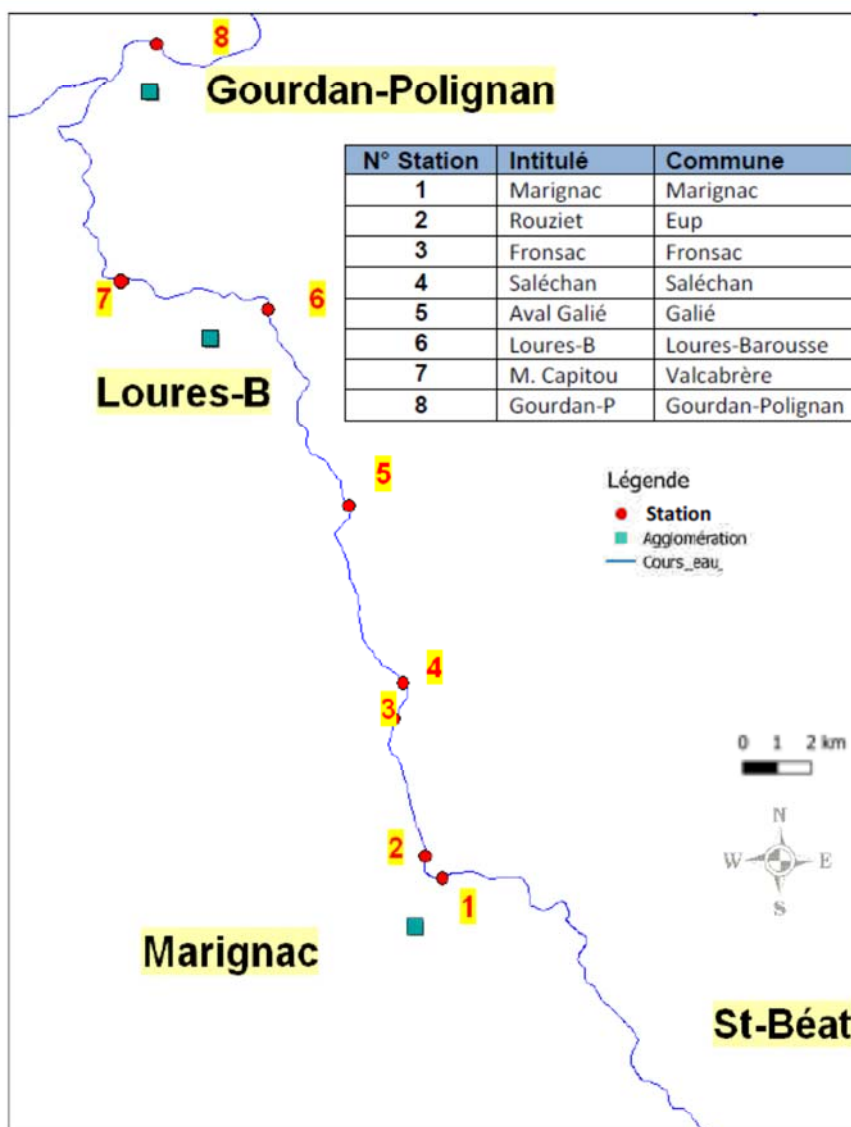 8
Gourdan-Polignan
N° Station Intitulé Commune
1 Marignac Marignac
2 Rouziet Eup
3 Fronsac Fronsac
4 Saléchan Saléchan
5 Aval Galié Galié
6 Loures-B Loures-Barousse
7 M. Capitou Valcabrère
8 Gourdan-P Gourdan-Polignan
7
6
Loures-B
5
Légende
Station
Agglomération
Cours_eau_
4
3
0 1 2 km
N
W E
S
2
1
Marignac
St-Béat